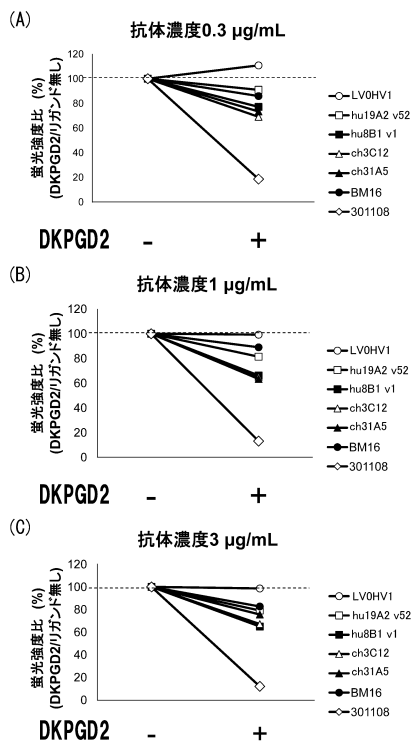 (A)
抗体濃度0.3 μg/mL
蛍光強度比 (%)
(DKPGD2/リガンド無し)
120
100
80
60
40
20
0
LV0HV1
hu19A2 v52
hu8B1 v1
ch3C12
ch31A5
BM16
301108
DKPGD2 - +
(B)
抗体濃度1 μg/mL
蛍光強度比 (%)
(DKPGD2/リガンド無し)
120
100
80
60
40
20
0
LV0HV1
hu19A2 v52
hu8B1 v1
ch3C12
ch31A5
BM16
301108
DKPGD2 - +
(C)
抗体濃度3 μg/mL
蛍光強度比 (%)
(DKPGD2/リガンド無し)
120
100
80
60
40
20
0
LV0HV1
hu19A2 v52
hu8B1 v1
ch3C12
ch31A5
BM16
301108
DKPGD2 - +